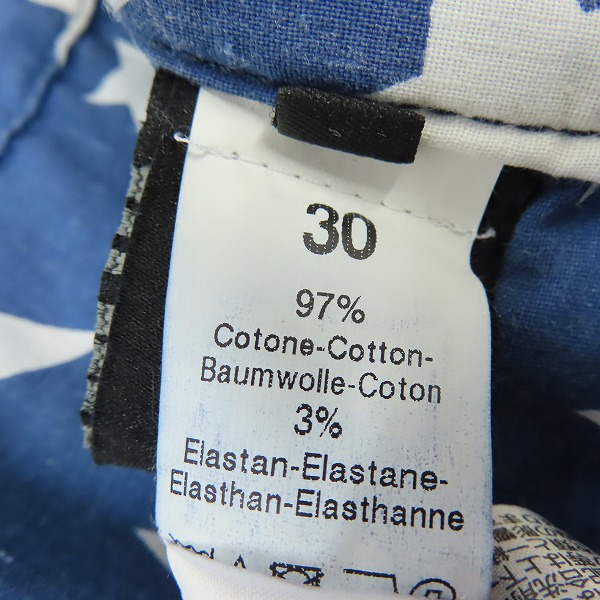 30
97%
Cotone-Cotton-
Baumwolle-Coton
3%
Elastan-Elastane-
Elasthan-Elasthanne